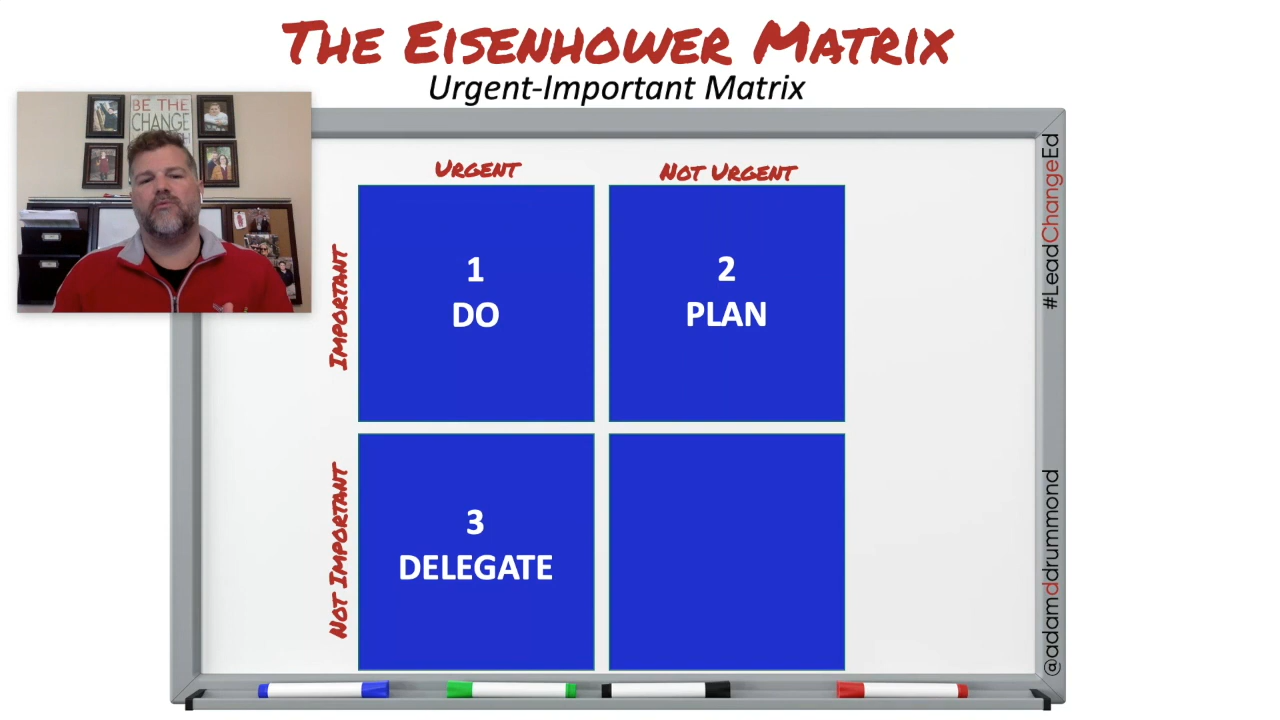 THE EISENHOWER MATRIX
Urgent-Important Matrix
BE THE
CHANGE
URGENT
NOT URGENT
IMPORTANT
1
DO
2
PLAN
NOT IMPORTANT
3
DELEGATE
#LeadChangeEd
@adamddrummond